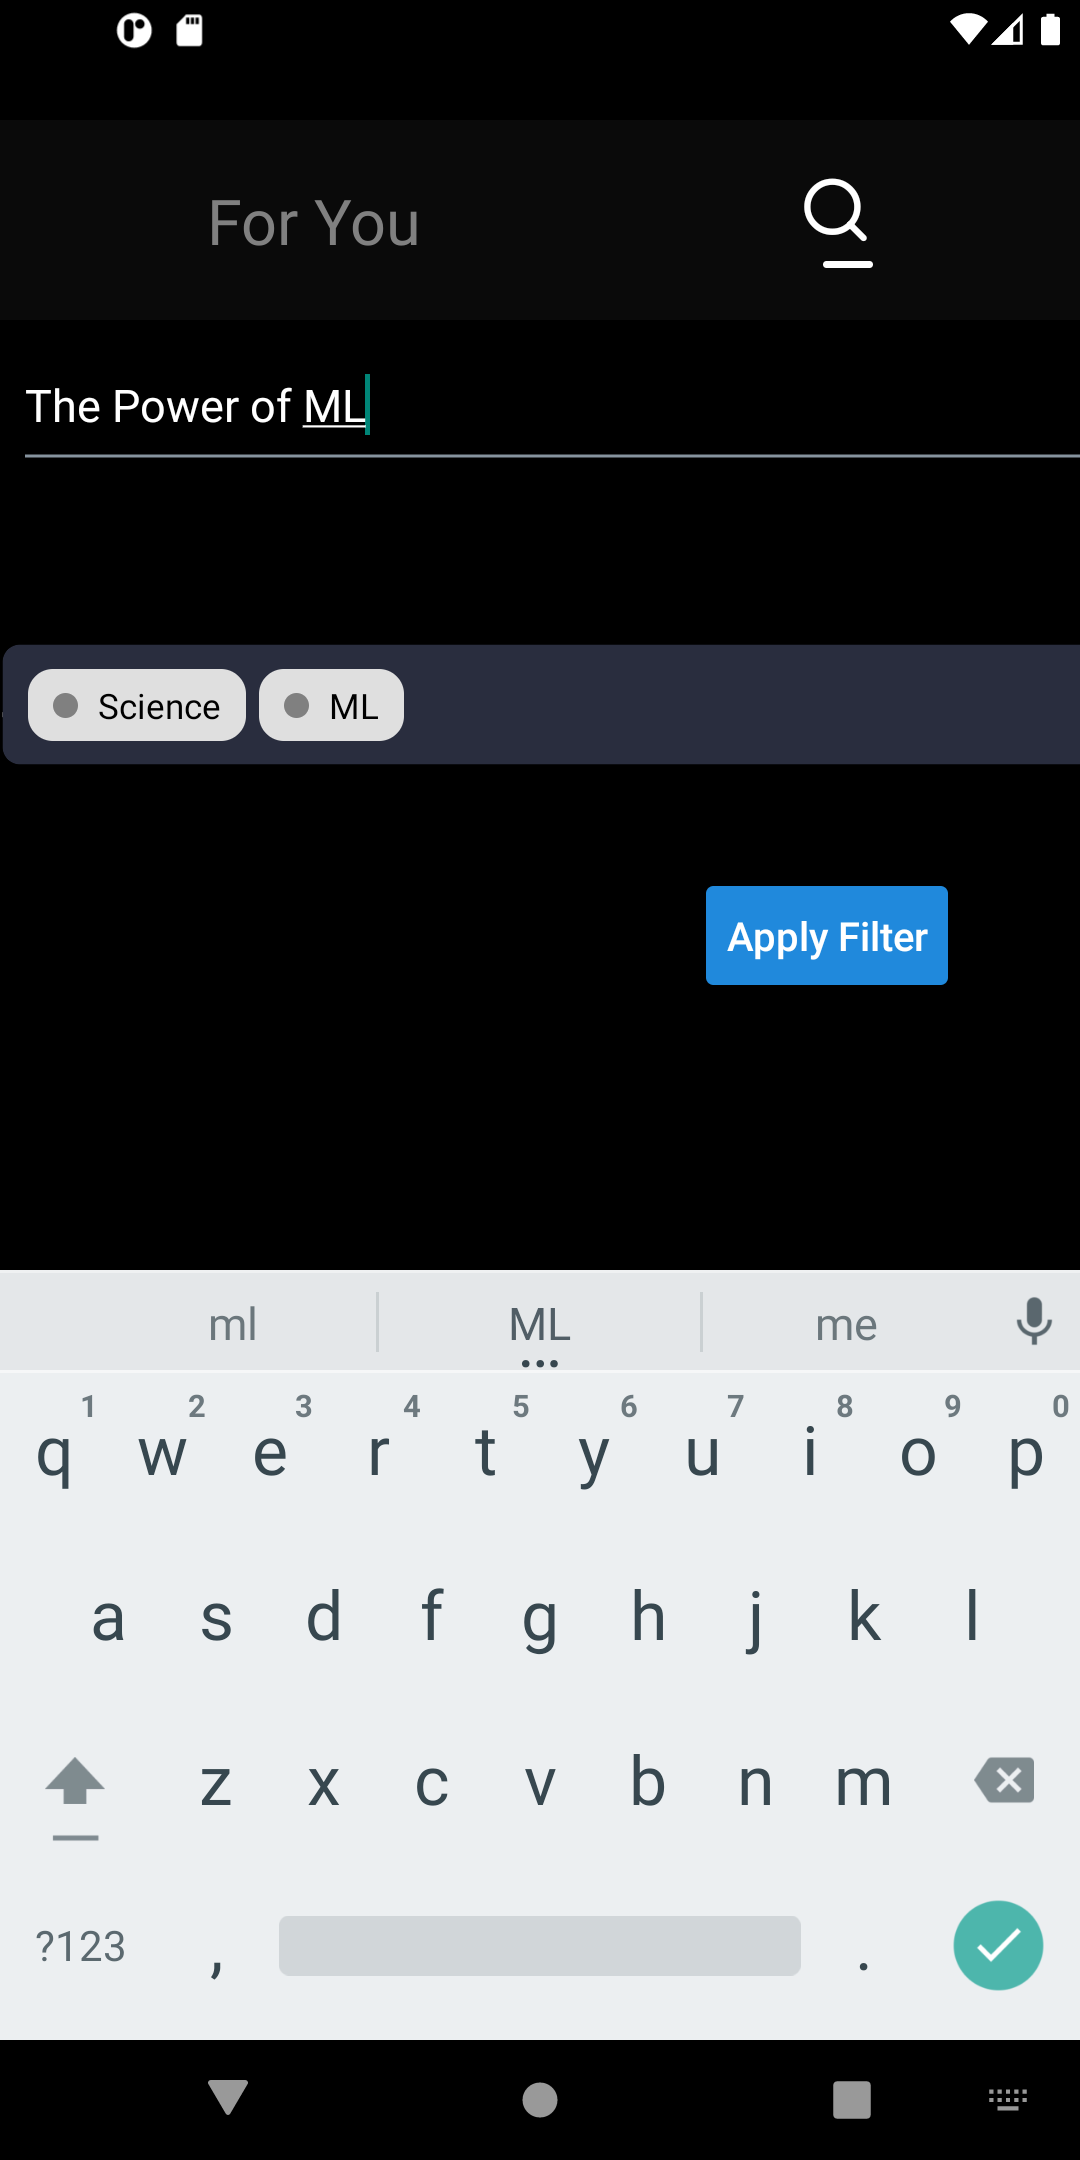 For You
The Power of ML
Science ML
Apply Filter
ml ML me
1 2 3 4 5 6 7 8 9 0
q w e r t y u i o p
a s d f g h j k l
z x c v b n m
?123 , .